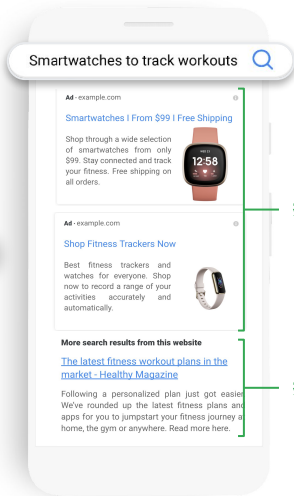 Smartwatches to track workouts
Ad • example.com
Smartwatches I From $99 I Free Shipping
Shop through a wide selection
of smartwatches from only
$99. Stay connected and track
your fitness. Free shipping on
all orders.
12:58
Ad • example.com
Shop Fitness Trackers Now
Best fitness trackers and
watches for everyone. Shop
now to record a range of your
activities accurately and
automatically.
More search results from this website
The latest fitness workout plans in the
market - Healthy Magazine
Following a personalized plan just got easier
We've rounded up the latest fitness plans and
apps for you to jumpstart your fitness journey a
home, the gym or anywhere. Read more here.